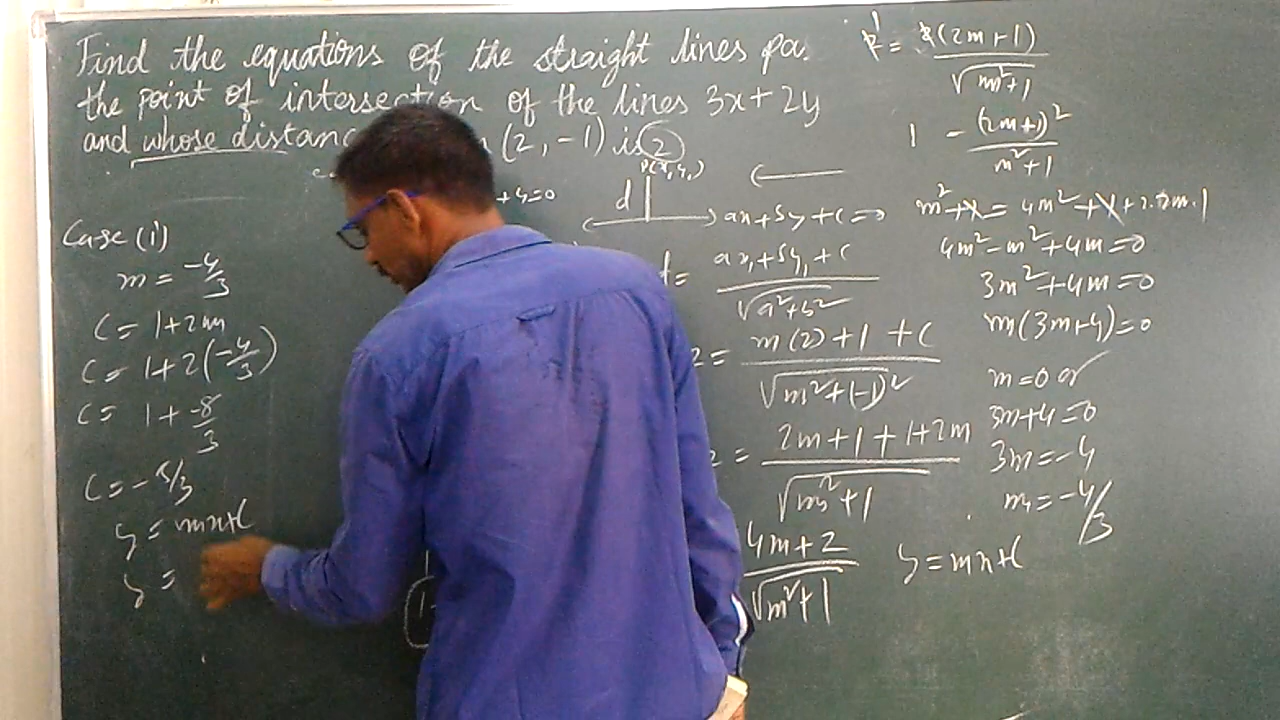 Find the equations of the straight lines pa
the point of intersection of the lines 3x + 2y
and whose distanc (2, -1) is 2
+ 4 = 0
P(x₁, y₁)
d
ax + by + c = 0
d = ax₁ + by₁ + c / √a² + b²
2 = m(2) + 1 + c / √m² + (-1)²
2 = 2m + 1 + 1 + 2m / √m² + 1
4m + 2 / √m² + 1
Case (i)
m = -4/3
c = 1 + 2m
c = 1 + 2(-4/3)
c = 1 + -8/3
c = -5/3
y = mx + c
y =
2(2m + 1) / √m² + 1
1 = (2m + 1)² / m² + 1
m² + 1 = 4m² + 1 + 2.2m.1
4m² - m² + 4m = 0
3m² + 4m = 0
m(3m + 4) = 0
m = 0 or
3m + 4 = 0
3m = -4
m = -4/3
y = mx + c